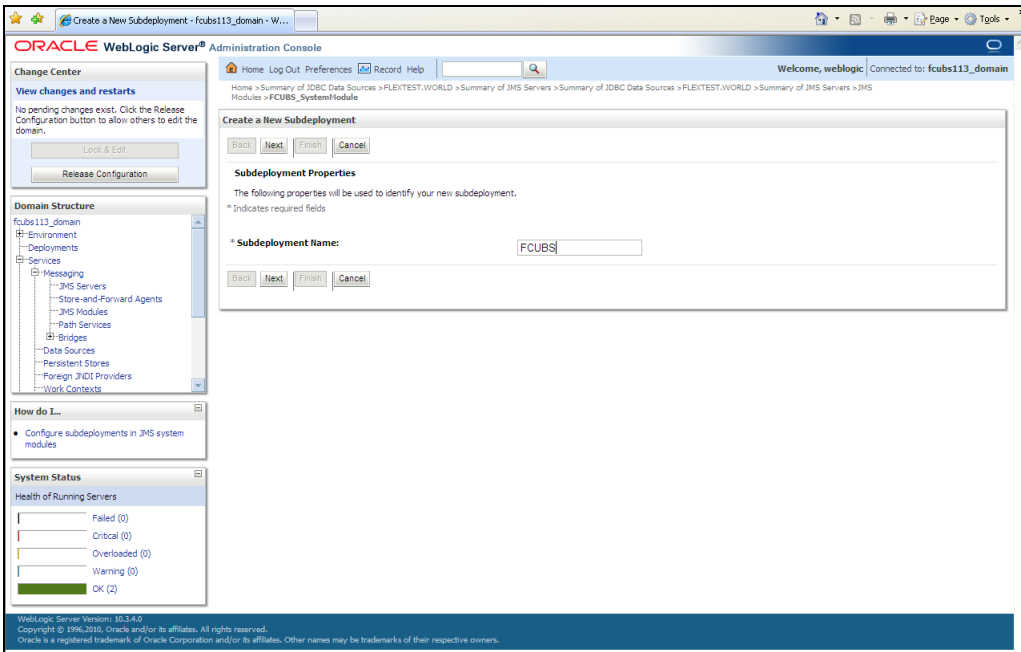 Create a New Subdeployment - fcubs113_domain - W...
Page
Tools
ORACLE WebLogic Server® Administration Console
Change Center
View changes and restarts
No pending changes exist. Click the Release
Configuration button to allow others to edit the
domain.
Lock & Edit
Release Configuration
Domain Structure
fcubs113_domain
Environment
Deployments
Services
Messaging
JMS Servers
Store-and-Forward Agents
JMS Modules
Path Services
Bridges
Data Sources
Persistent Stores
Foreign JNDI Providers
Work Contexts
How do I...
Configure subdeployments in JMS system
modules
System Status
Health of Running Servers
Failed (0)
Critical (0)
Overloaded (0)
Warning (0)
OK (2)
Home Log Out Preferences Record Help
Welcome, weblogic Connected to: fcubs113_domain
Home >Summary of JDBC Data Sources >FLEXTEST.WORLD >Summary of JMS Servers >Summary of JDBC Data Sources >FLEXTEST.WORLD >Summary of JMS Servers >JMS
Modules >FCUBS_SystemModule
Create a New Subdeployment
Back Next Finish Cancel
Subdeployment Properties
The following properties will be used to identify your new subdeployment.
* Indicates required fields
* Subdeployment Name: FCUBS
Back Next Finish Cancel
WebLogic Server Version: 10.3.4.0
Copyright © 1996,2010, Oracle and/or its affiliates. All rights reserved.
Oracle is a registered trademark of Oracle Corporation and/or its affiliates. Other names may be trademarks of their respective owners.